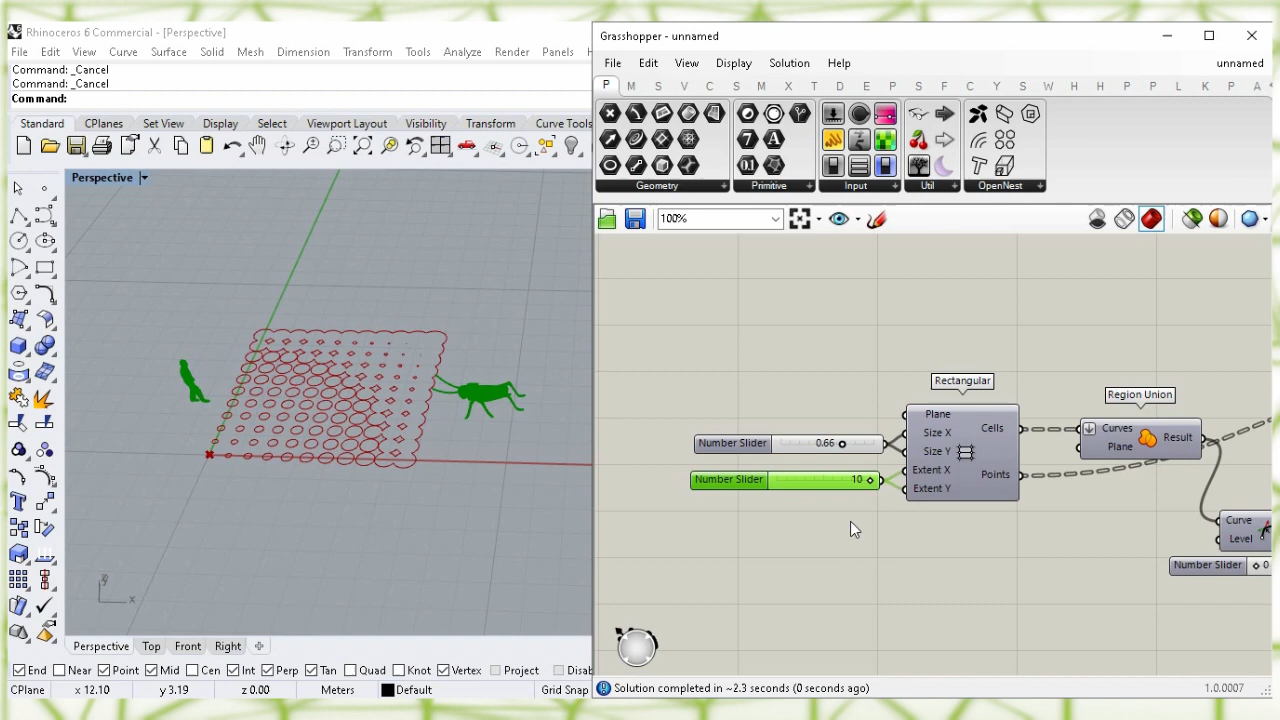 Rhinoceros 6 Commercial - [Perspective]
File Edit View Curve Surface Solid Mesh Dimension Transform Tools Analyze Render Panels
Command: _Cancel
Command: _Cancel
Command:
Standard CPlanes Set View Display Select Viewport Layout Visibility Transform Curve Tools
Perspective
y
x
Perspective Top Front Right
End Near Point Mid Cen Int Perp Tan Quad Knot Vertex Project
CPlane x 12.10 y 3.19 z 0.00 Meters Default Grid Snap
Grasshopper - unnamed
File Edit View Display Solution Help unnamed
P M S V C S M X T D E P S F C Y S W H H P P L K P A
Geometry Primitive Input Util OpenNest
100%
Rectangular
Region Union
Number Slider 0.66
Number Slider 10
Plane
Size X
Size Y
Extent X
Extent Y
Cells
Points
Curves
Plane
Result
Curve
Level
Number Slider 0
Solution completed in ~2.3 seconds (0 seconds ago) 1.0.0007